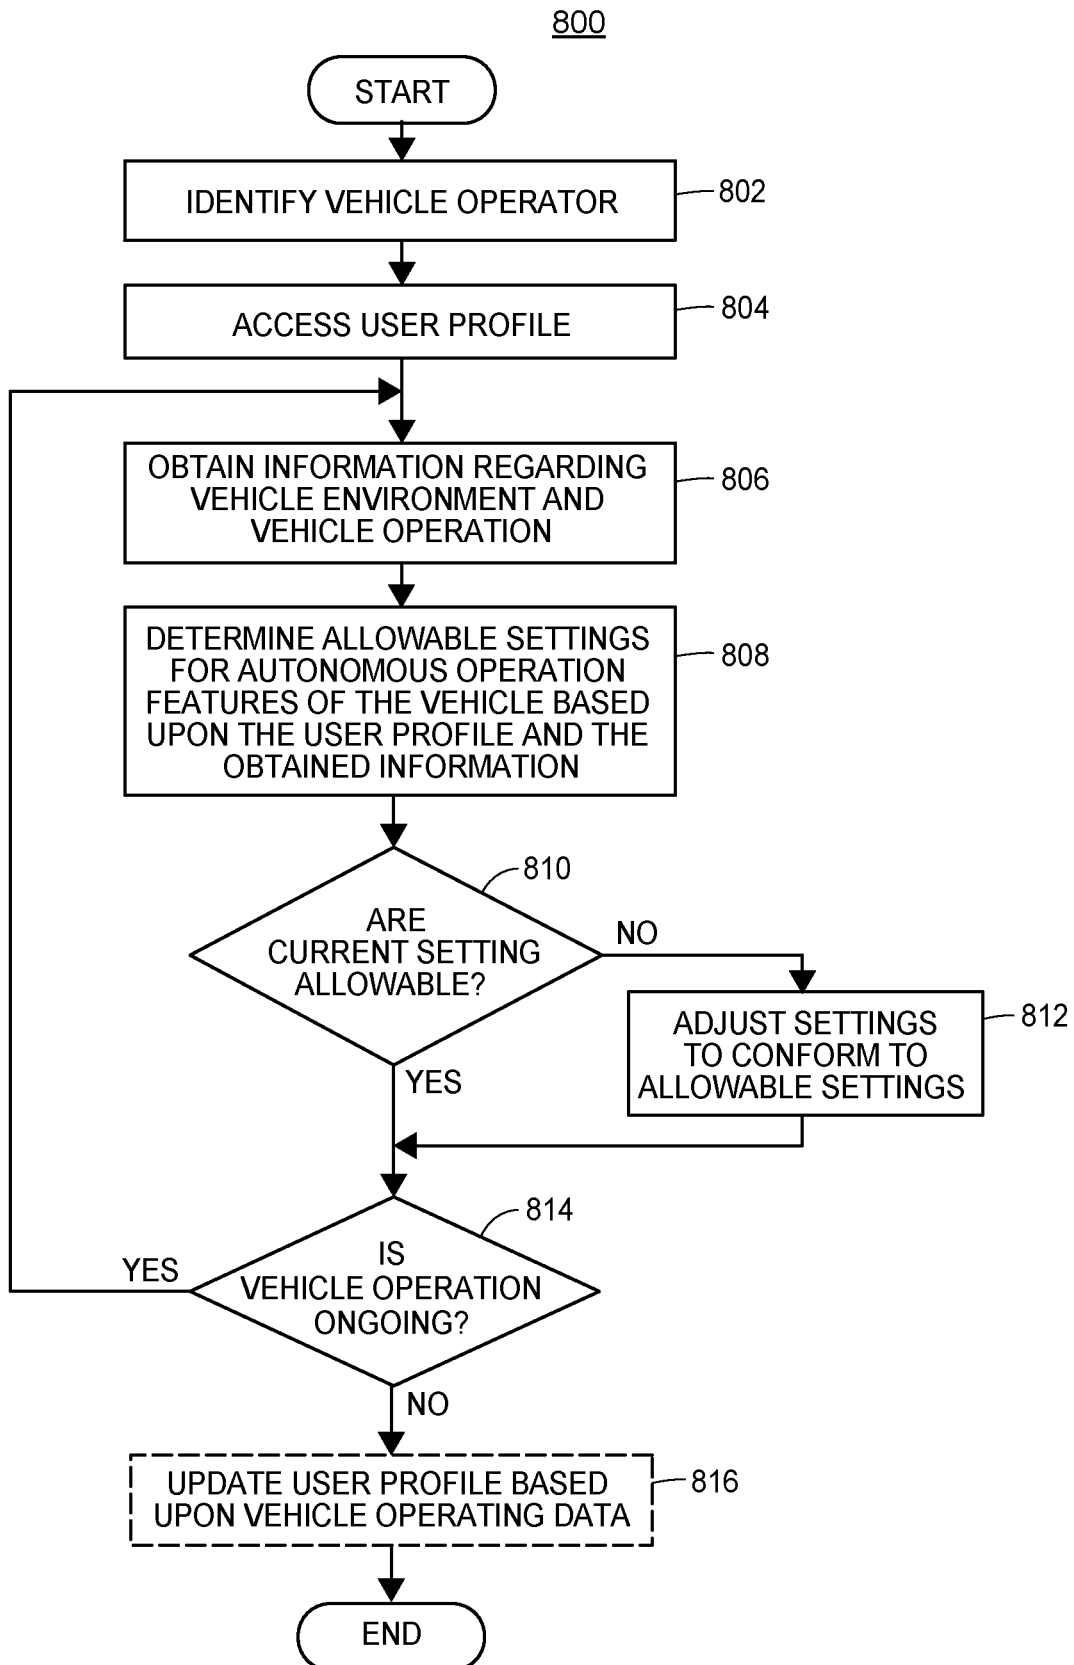 800
START
IDENTIFY VEHICLE OPERATOR
802
ACCESS USER PROFILE
804
OBTAIN INFORMATION REGARDING
VEHICLE ENVIRONMENT AND
VEHICLE OPERATION
806
DETERMINE ALLOWABLE SETTINGS
FOR AUTONOMOUS OPERATION
FEATURES OF THE VEHICLE BASED
UPON THE USER PROFILE AND THE
OBTAINED INFORMATION
808
810
ARE
CURRENT SETTING
ALLOWABLE?
NO
ADJUST SETTINGS
TO CONFORM TO
ALLOWABLE SETTINGS
812
YES
814
IS
VEHICLE OPERATION
ONGOING?
YES
NO
UPDATE USER PROFILE BASED
UPON VEHICLE OPERATING DATA
816
END